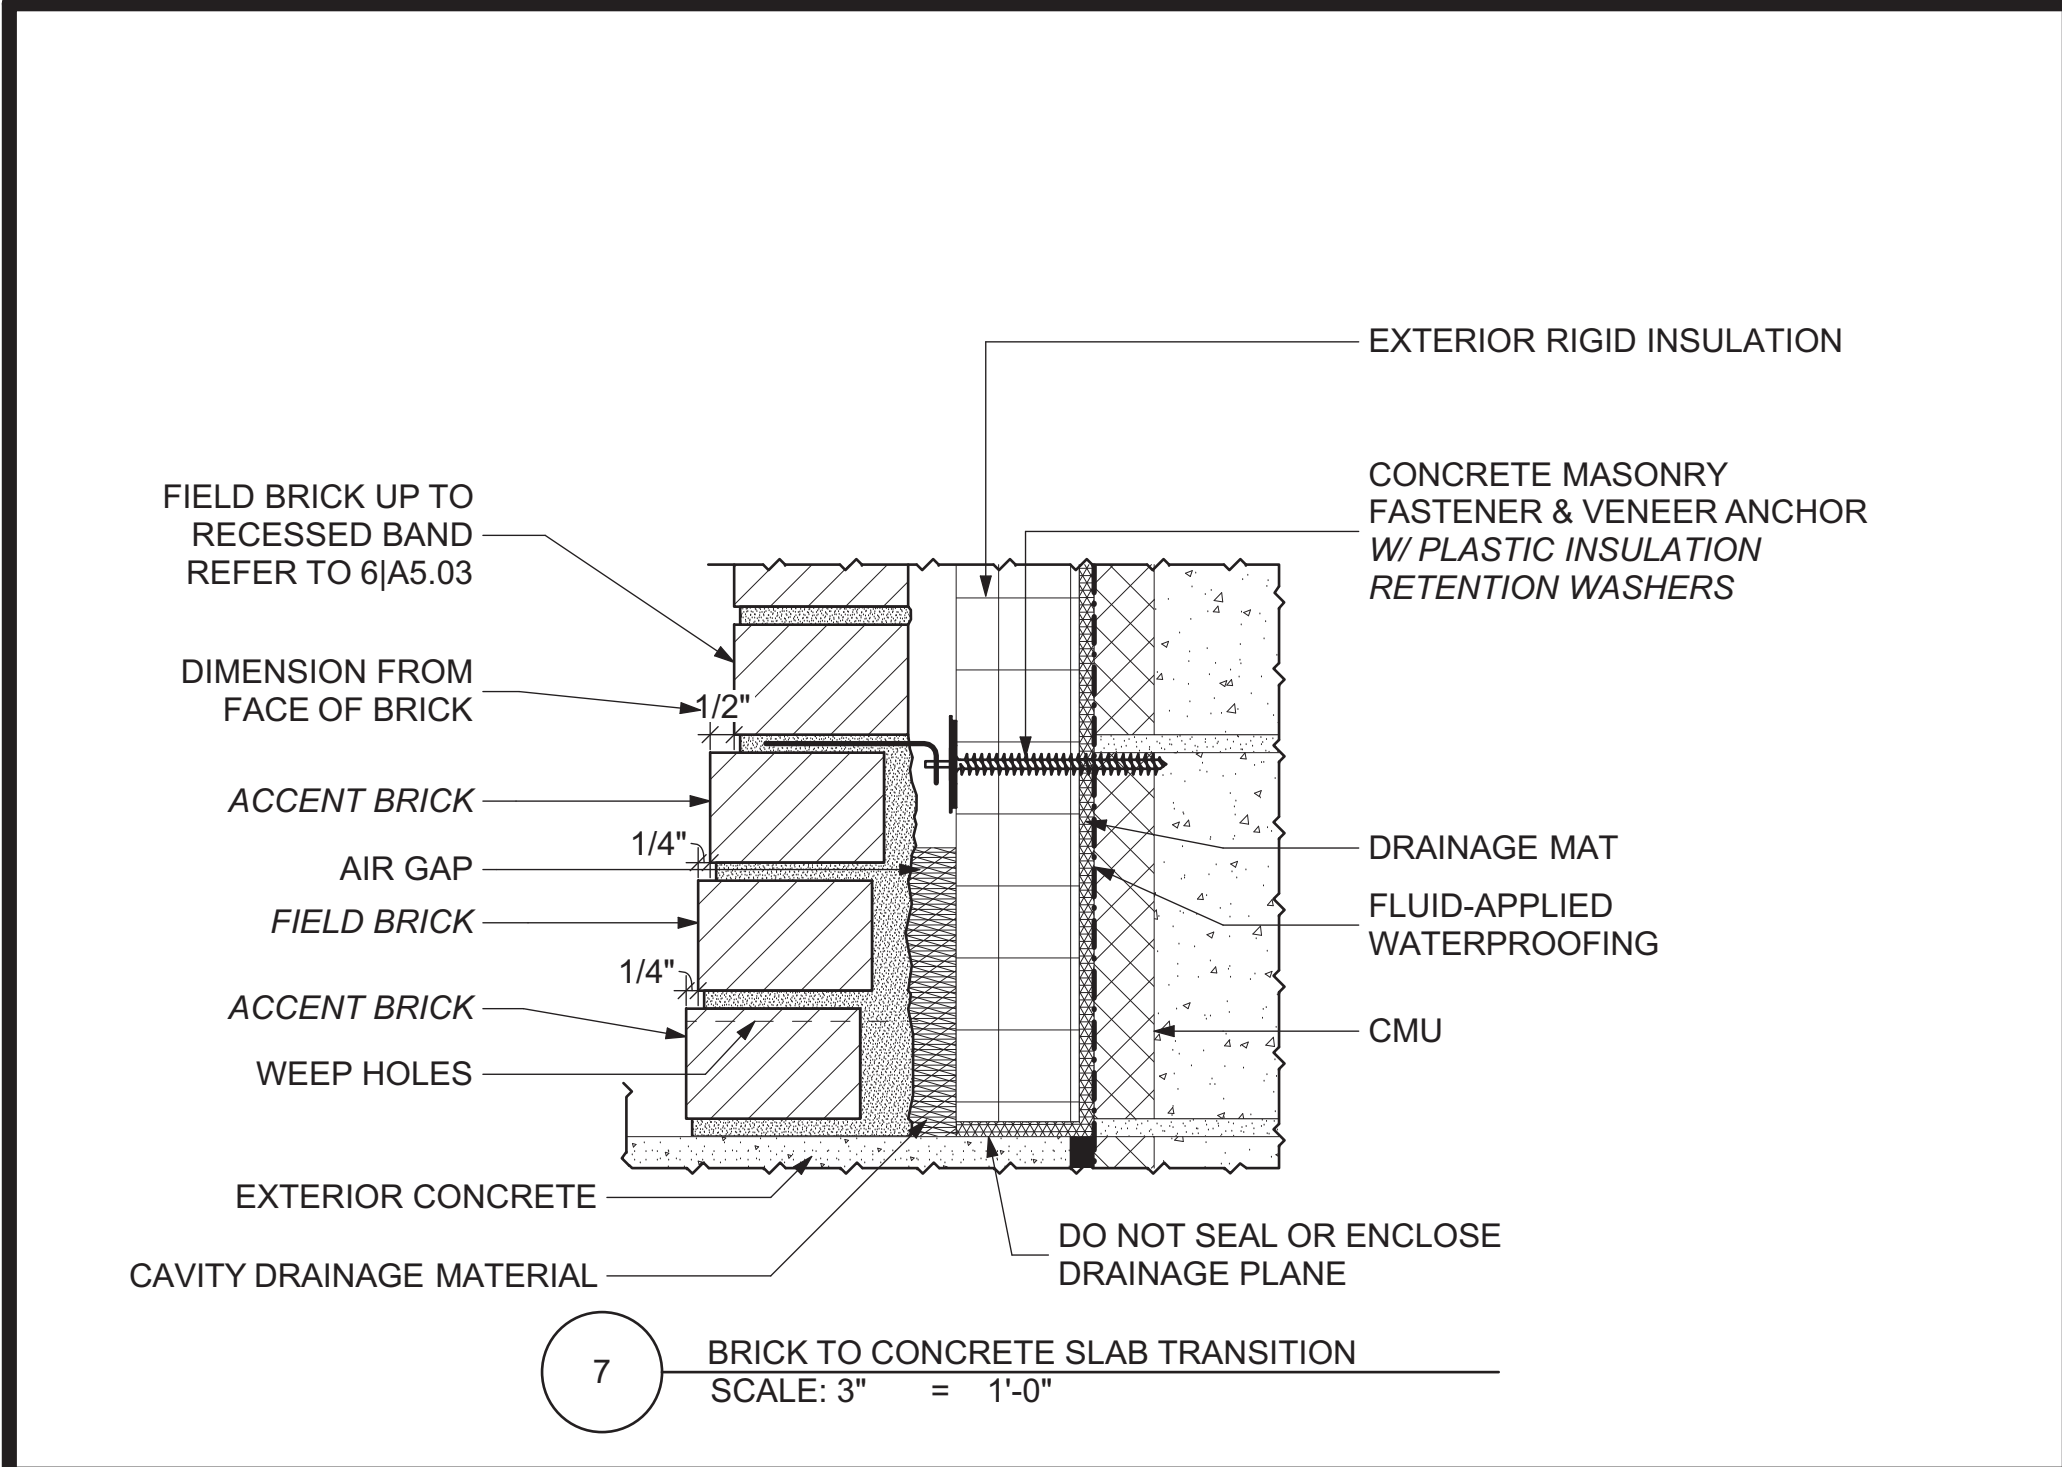 EXTERIOR RIGID INSULATION
CONCRETE MASONRY
FASTENER & VENEER ANCHOR
W/ PLASTIC INSULATION
RETENTION WASHERS
FIELD BRICK UP TO
RECESSED BAND
REFER TO 6|A5.03
DIMENSION FROM
FACE OF BRICK
1/2"
ACCENT BRICK
1/4"
AIR GAP
FIELD BRICK
1/4"
ACCENT BRICK
WEEP HOLES
DRAINAGE MAT
FLUID-APPLIED
WATERPROOFING
CMU
EXTERIOR CONCRETE
CAVITY DRAINAGE MATERIAL
DO NOT SEAL OR ENCLOSE
DRAINAGE PLANE
7
BRICK TO CONCRETE SLAB TRANSITION
SCALE: 3" = 1'-0"